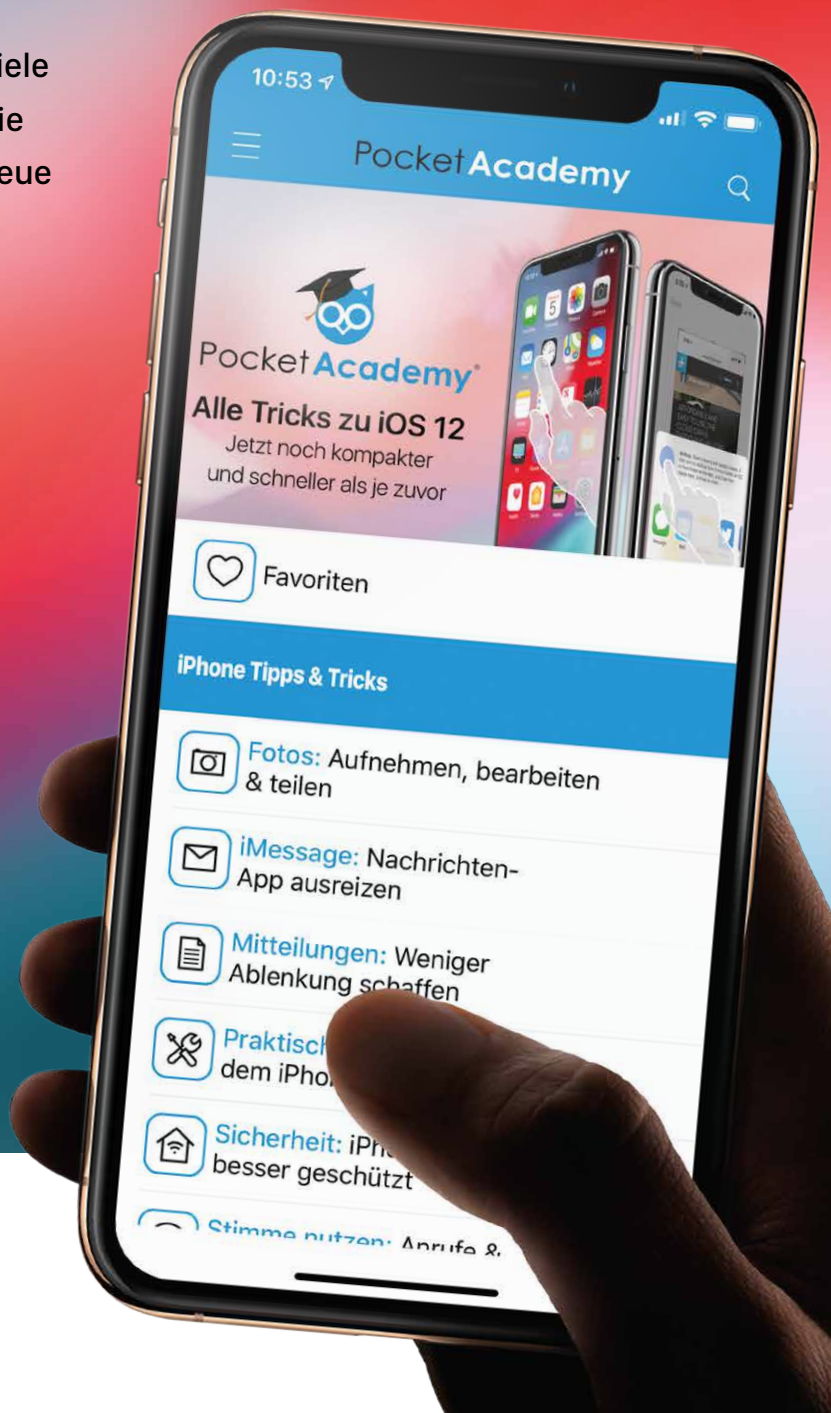 iele
ie
eue
10:53
PocketAcademy
PocketAcademy®
Alle Tricks zu iOS 12
Jetzt noch kompakter
und schneller als je zuvor
Favoriten
iPhone Tipps & Tricks
Fotos: Aufnehmen, bearbeiten
& teilen
iMessage: Nachrichten-
App ausreizen
Mitteilungen: Weniger
Ablenkung schaffen
Praktisch
dem iPho
Sicherheit: iPh
besser geschützt
Stimme nutzen: Anrufe &